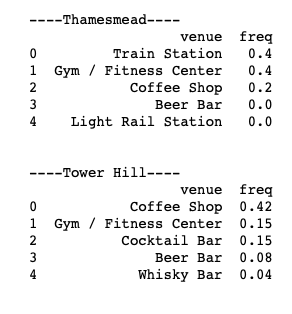 ----Thamesmead----
venue freq
0 Train Station 0.4
1 Gym / Fitness Center 0.4
2 Coffee Shop 0.2
3 Beer Bar 0.0
4 Light Rail Station 0.0
----Tower Hill----
venue freq
0 Coffee Shop 0.42
1 Gym / Fitness Center 0.15
2 Cocktail Bar 0.15
3 Beer Bar 0.08
4 Whisky Bar 0.04